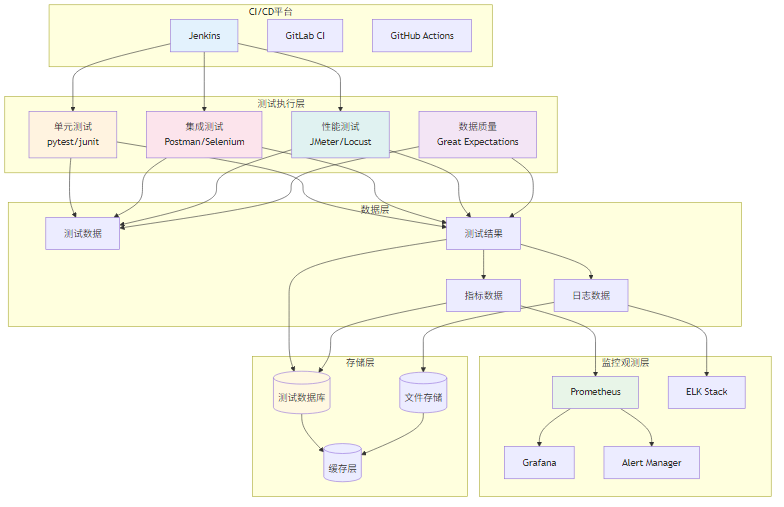 CI/CD平台
Jenkins
GitLab CI
GitHub Actions
测试执行层
单元测试
pytest/junit
集成测试
Postman/Selenium
性能测试
JMeter/Locust
数据质量
Great Expectations
数据层
测试数据
测试结果
指标数据
日志数据
存储层
测试数据库
文件存储
缓存层
监控观测层
Prometheus
ELK Stack
Grafana
Alert Manager